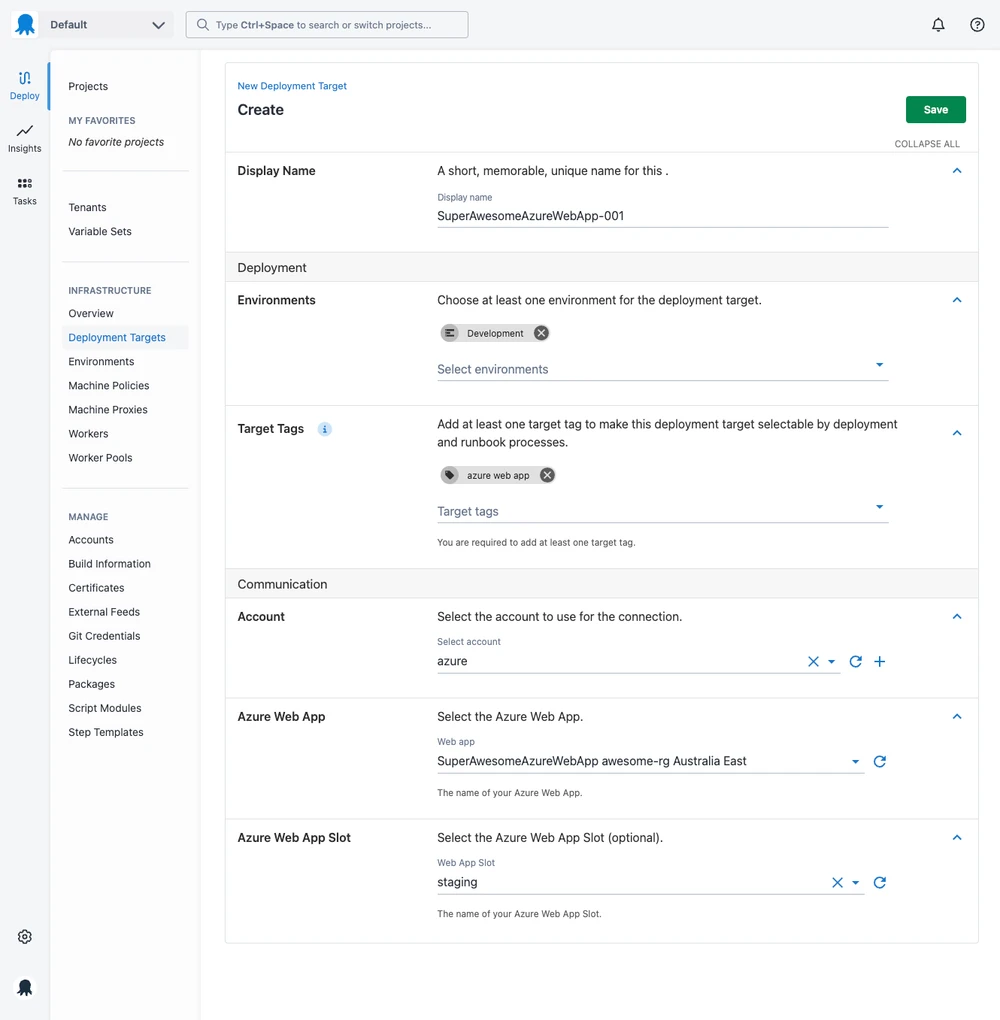 Default
Type Ctrl+Space to search or switch projects...
Deploy
Insights
Tasks
Projects
MY FAVORITES
No favorite projects
Tenants
Variable Sets
INFRASTRUCTURE
Overview
Deployment Targets
Environments
Machine Policies
Machine Proxies
Workers
Worker Pools
MANAGE
Accounts
Build Information
Certificates
External Feeds
Git Credentials
Lifecycles
Packages
Script Modules
Step Templates
New Deployment Target
Create
Save
COLLAPSE ALL
Display Name
A short, memorable, unique name for this .
Display name
SuperAwesomeAzureWebApp-001
Deployment
Environments
Choose at least one environment for the deployment target.
Development
Select environments
Target Tags
Add at least one target tag to make this deployment target selectable by deployment
and runbook processes.
azure web app
Target tags
You are required to add at least one target tag.
Communication
Account
Select the account to use for the connection.
Select account
azure
Azure Web App
Select the Azure Web App.
Web app
SuperAwesomeAzureWebApp awesome-rg Australia East
The name of your Azure Web App.
Azure Web App Slot
Select the Azure Web App Slot (optional).
Web App Slot
staging
The name of your Azure Web App Slot.